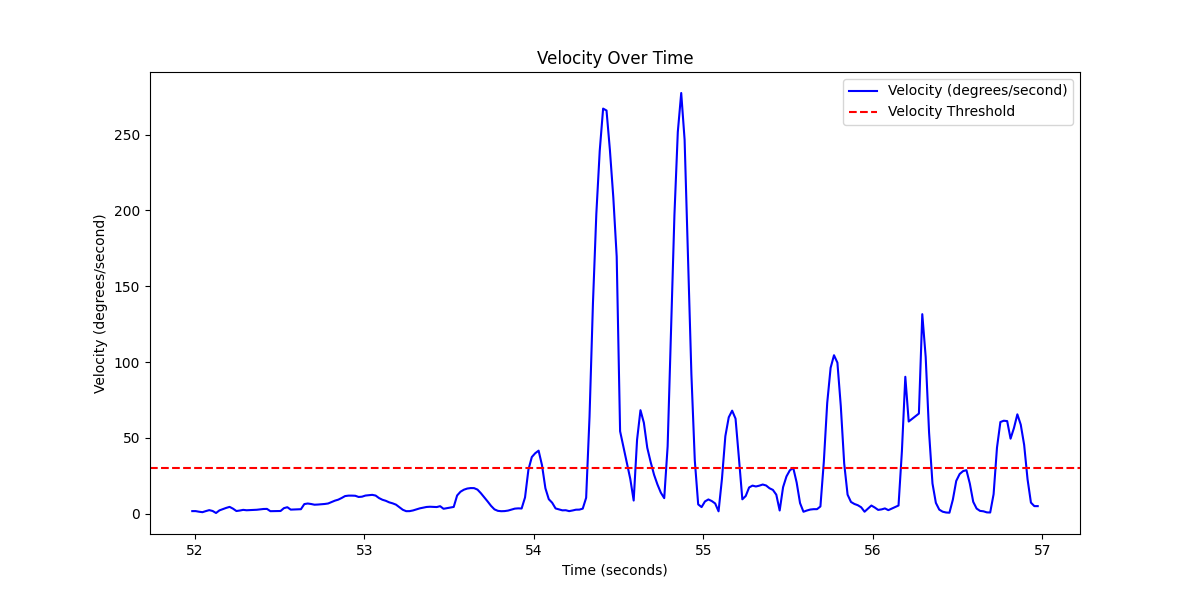 Velocity Over Time
Velocity (degrees/second)
Velocity Threshold
Velocity (degrees/second)
250
200
150
100
50
0
52 53 54 55 56 57
Time (seconds)